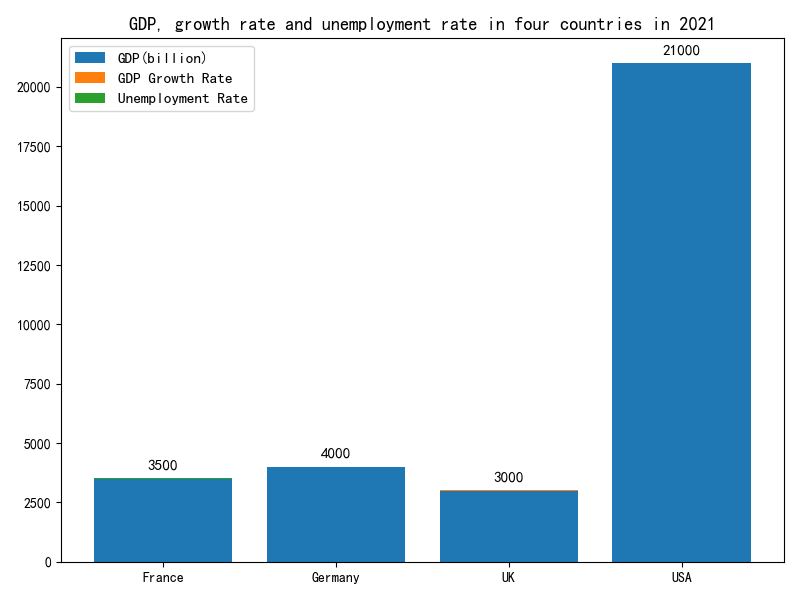 GDP, growth rate and unemployment rate in four countries in 2021
GDP(billion)
GDP Growth Rate
Unemployment Rate
21000
3500
4000
3000
20000
17500
15000
12500
10000
7500
5000
2500
0
France Germany UK USA